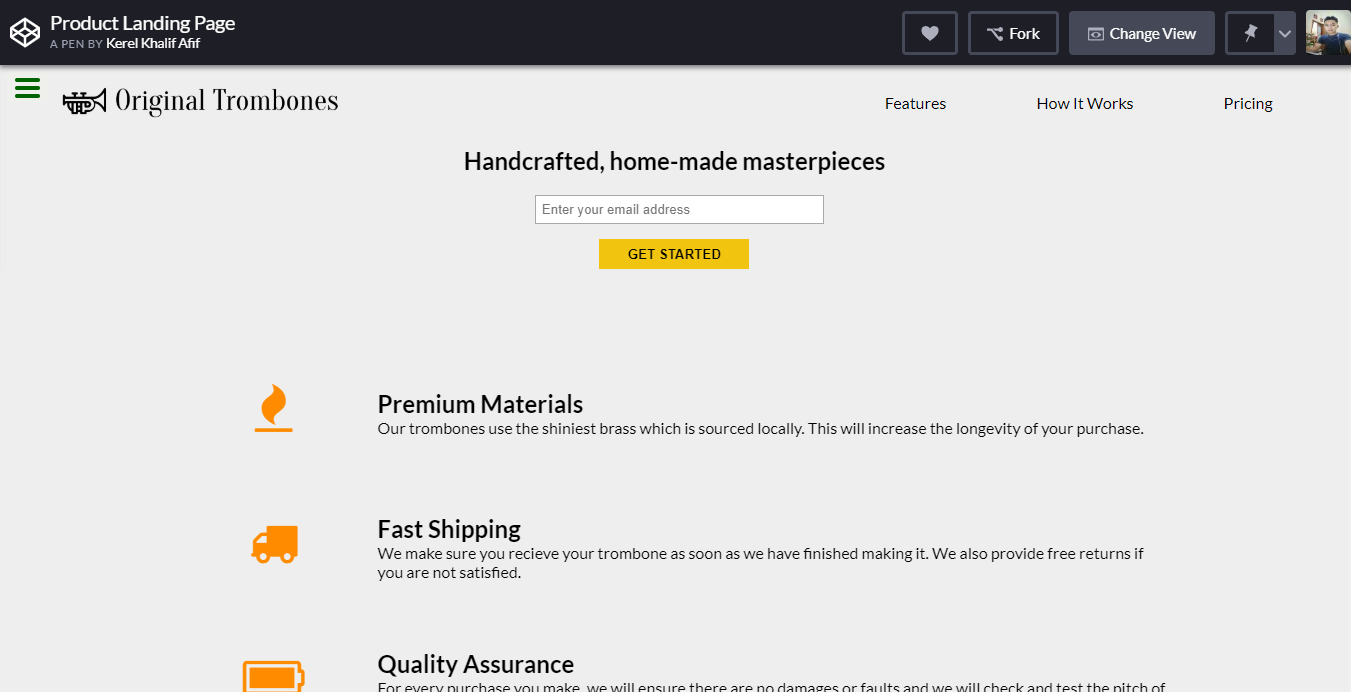 Product Landing Page
A PEN BY Kerel Khalif Afif
Fork
Change View
Original Trombones
Features
How It Works
Pricing
Handcrafted, home-made masterpieces
Enter your email address
GET STARTED
Premium Materials
Our trombones use the shiniest brass which is sourced locally. This will increase the longevity of your purchase.
Fast Shipping
We make sure you recieve your trombone as soon as we have finished making it. We also provide free returns if
you are not satisfied.
Quality Assurance
For every purchase you make, we will ensure there are no damages or faults and we will check and test the pitch of